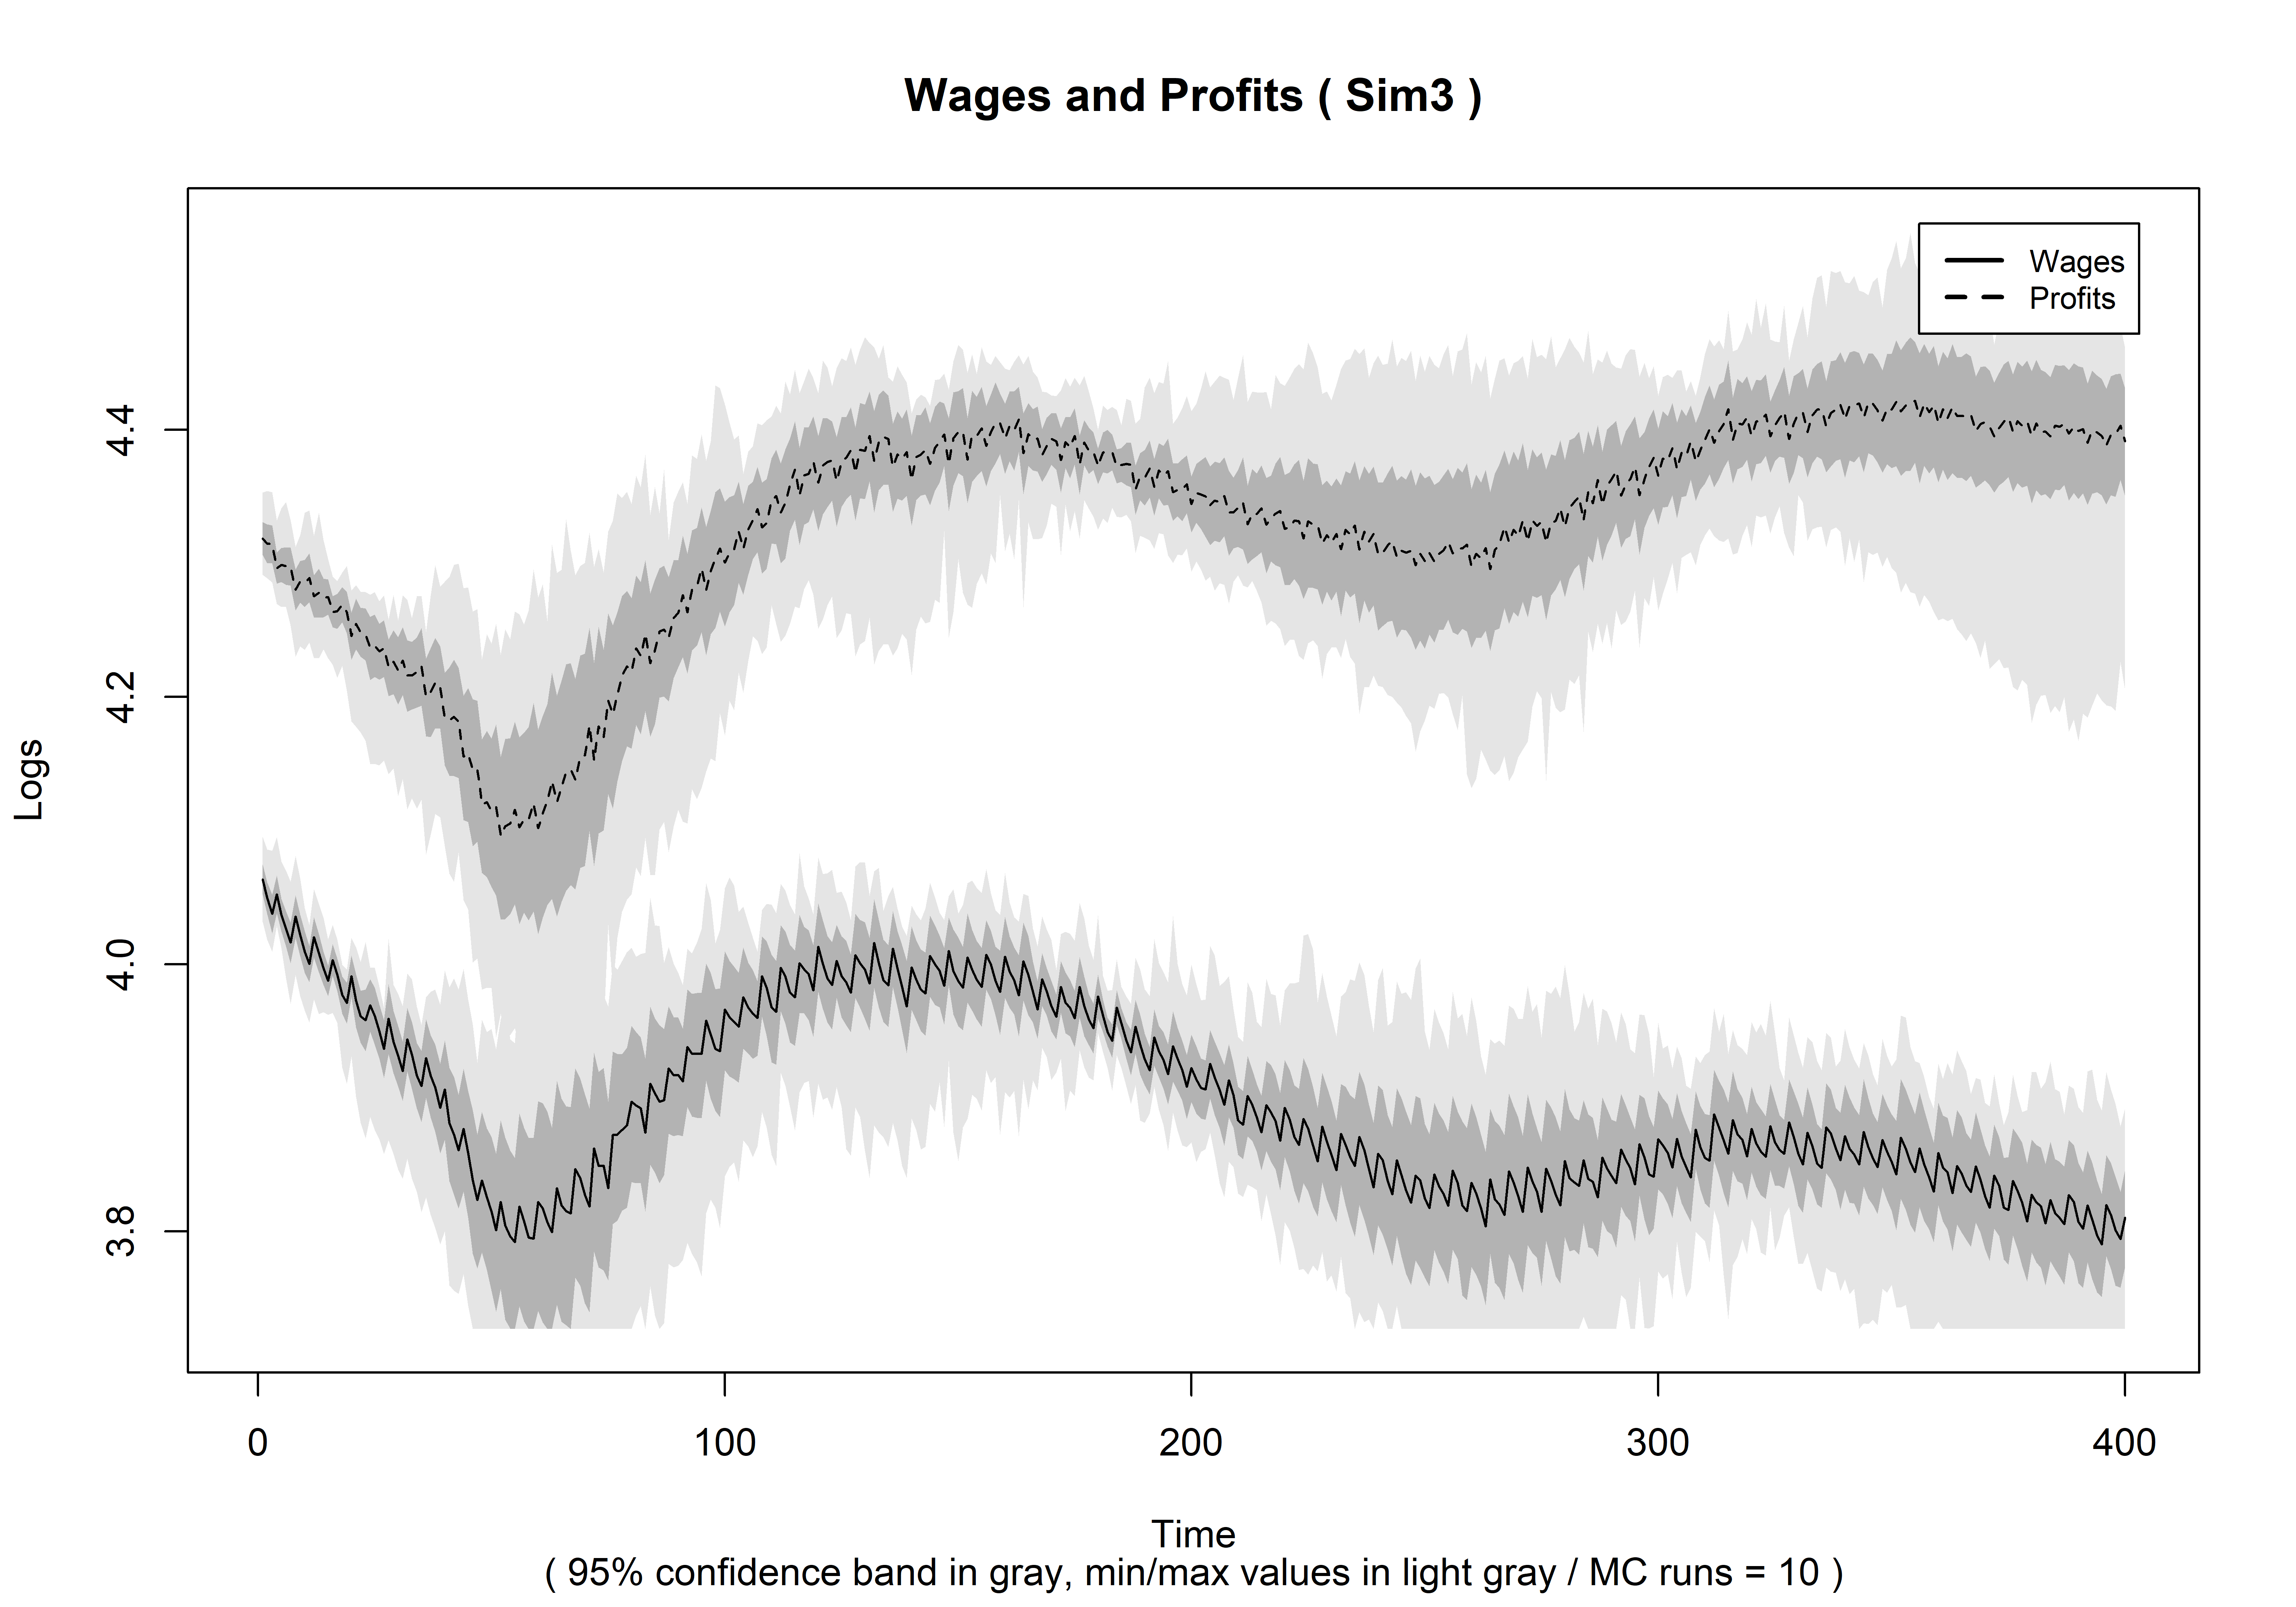 Wages and Profits ( Sim3 )
Wages
Profits
Logs
4.4
4.2
4.0
3.8
0 100 200 300 400
Time
( 95% confidence band in gray, min/max values in light gray / MC runs = 10 )